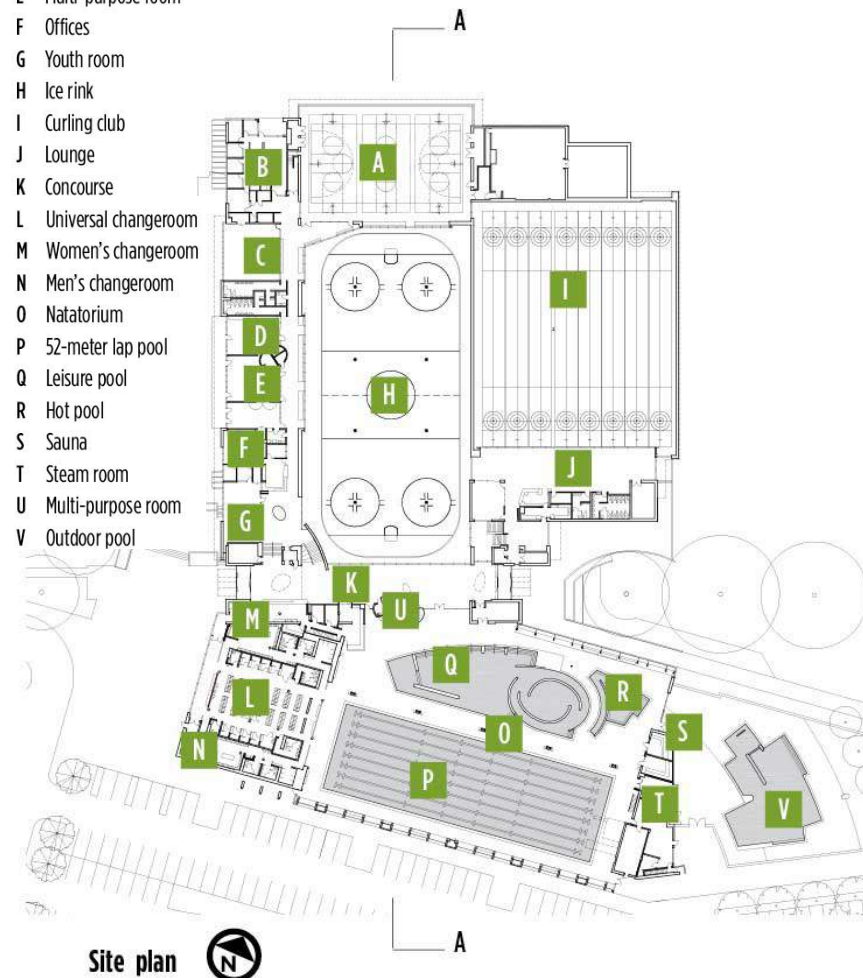 E Multi-purpose room
F Offices
G Youth room
H Ice rink
I Curling club
J Lounge
K Concourse
L Universal changeroom
M Women's changeroom
N Men's changeroom
O Natatorium
P 52-meter lap pool
Q Leisure pool
R Hot pool
S Sauna
T Steam room
U Multi-purpose room
V Outdoor pool
A
B
A
C
I
D
E
H
F
J
G
K
U
M
Q
L
R
O
S
N
P
T
V
A
Site plan
N